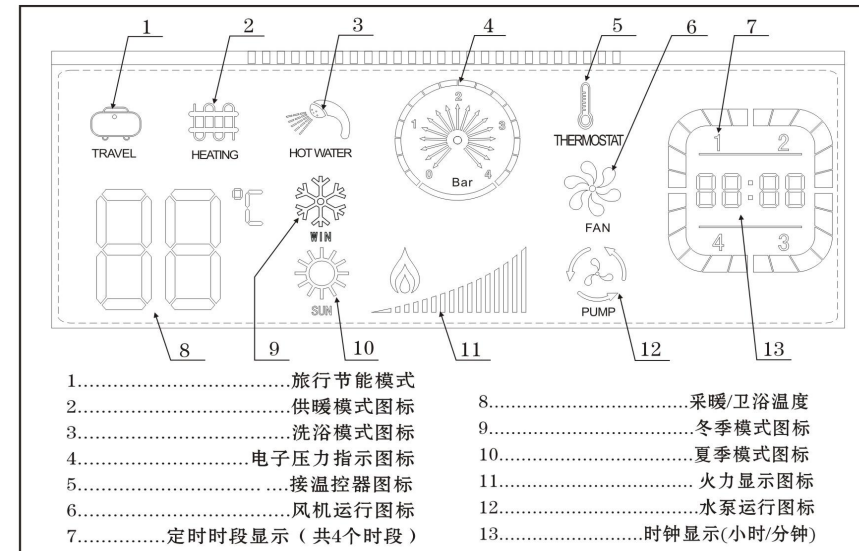 1 2 3 4 5 6 7
TRAVEL HEATING HOT WATER
0 1 2 3 4
Bar
THERMOSTAT
FAN
1 2
88:88
4 3
88 °C
WIN
SUN
PUMP
8 9 10 11 12 13
1..................................旅行节能模式
2..................................供暖模式图标
3..................................洗浴模式图标
4...........................电子压力指示图标
5.............................. ....接温控器图标
6..................................风机运行图标
7..............定时时段显示（共4个时段）
8................................采暖/卫浴温度
9................................冬季模式图标
10................................夏季模式图标
11................................火力显示图标
12................................水泵运行图标
13.......................时钟显示(小时/分钟)